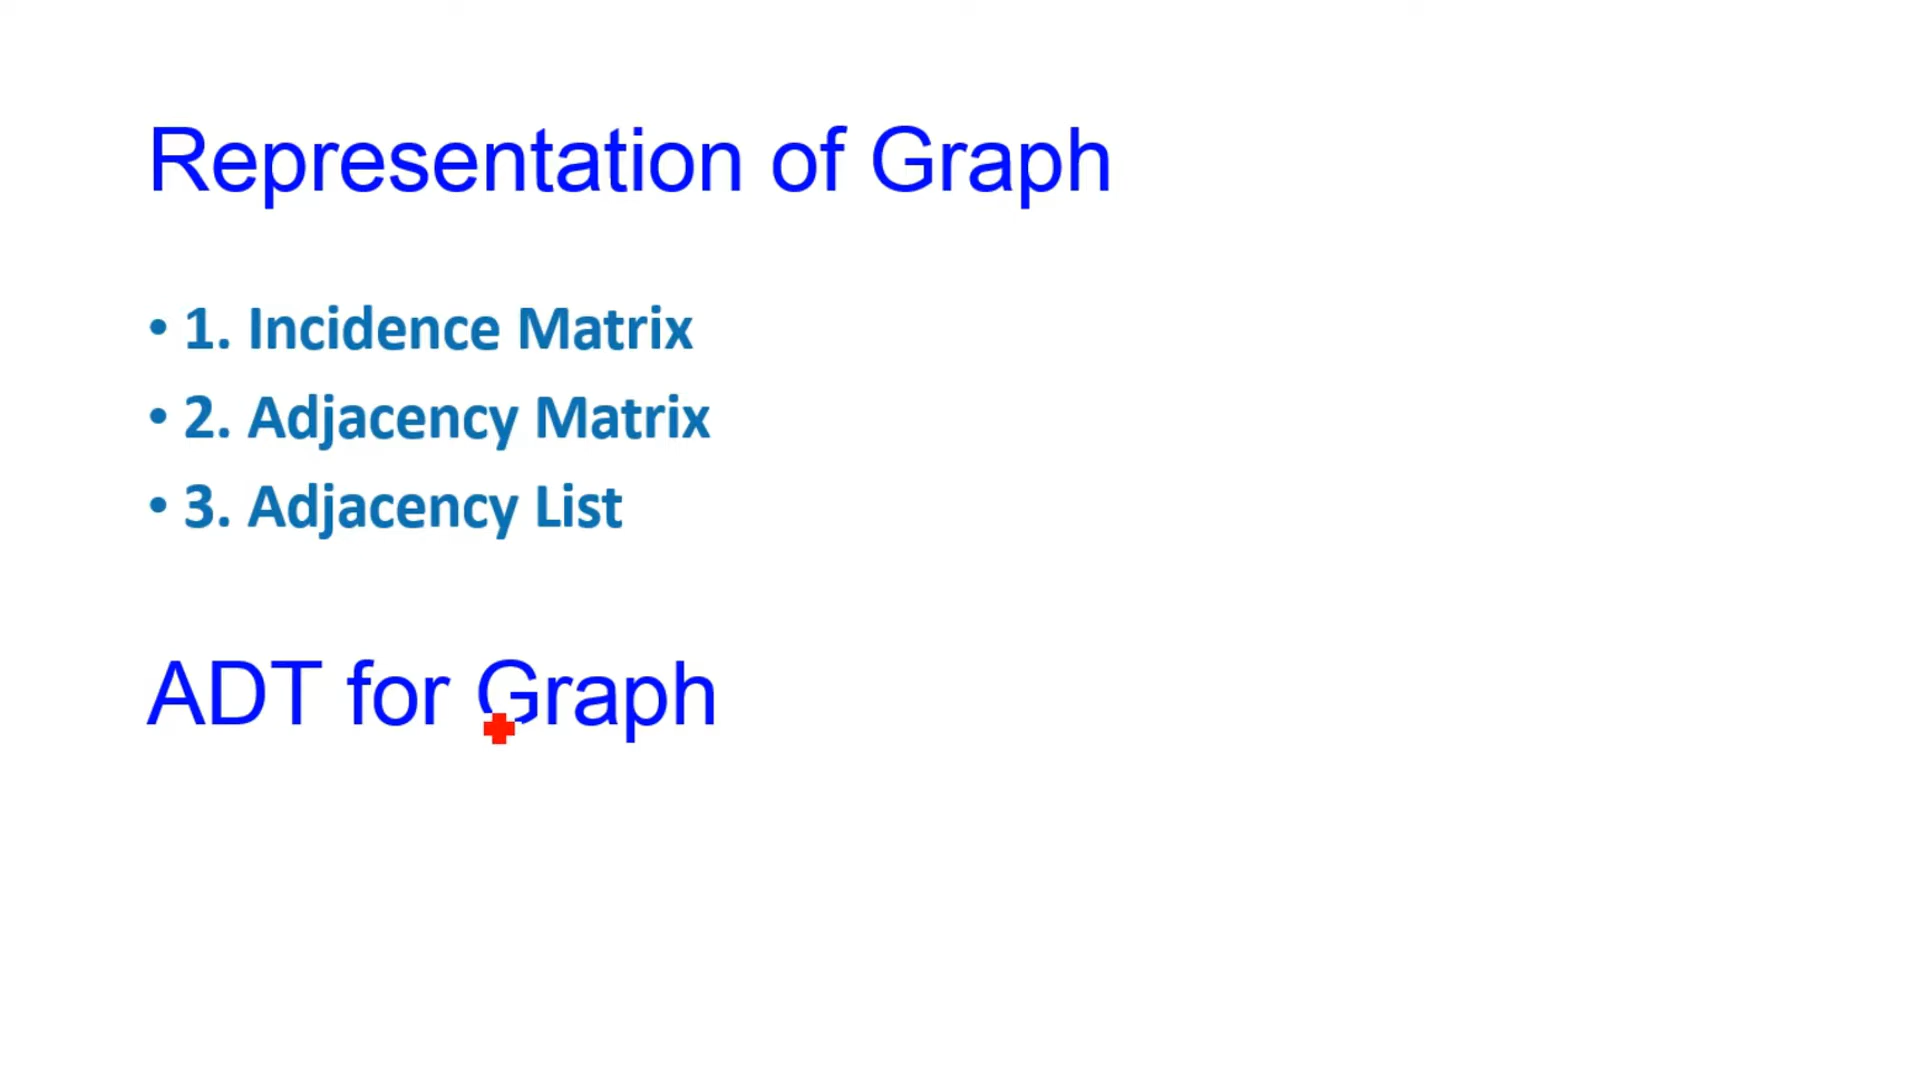 Representation of Graph
• 1. Incidence Matrix
• 2. Adjacency Matrix
• 3. Adjacency List
ADT for Graph